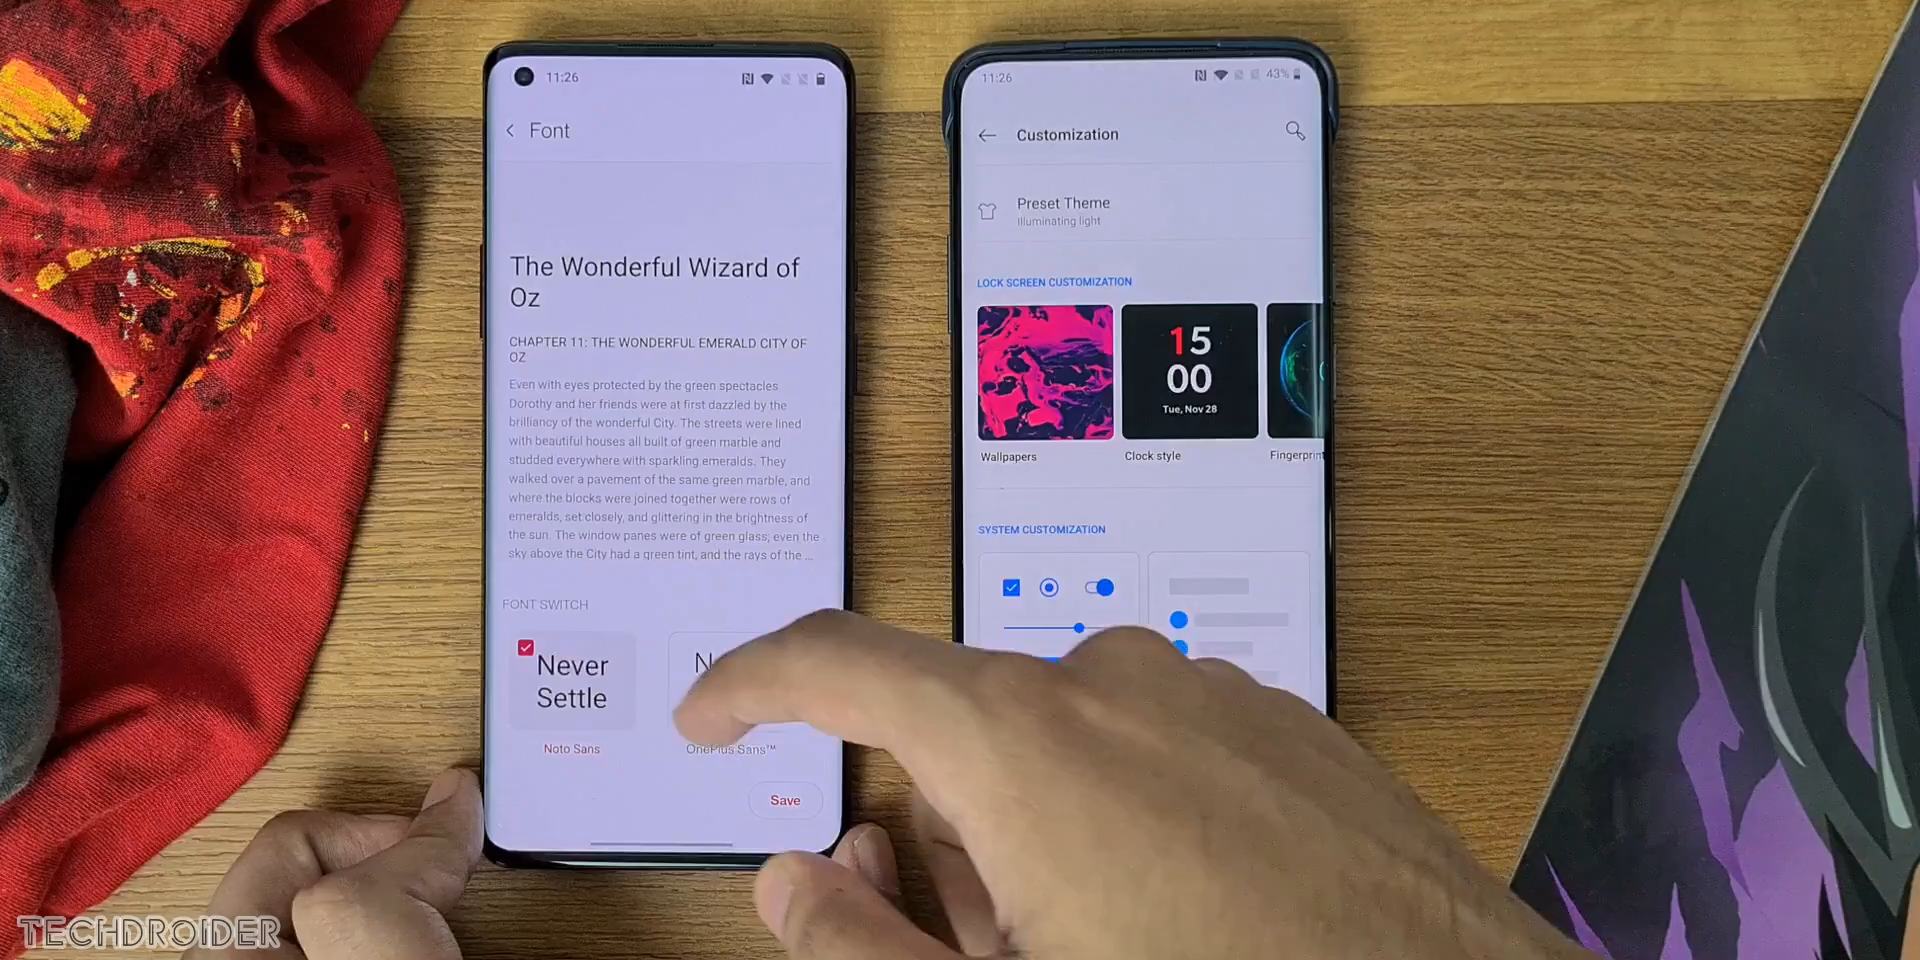 11:26
Font
The Wonderful Wizard of
Oz
CHAPTER 11: THE WONDERFUL EMERALD CITY OF
OZ
Even with eyes protected by the green spectacles
Dorothy and her friends were at first dazzled by the
brilliancy of the wonderful City. The streets were lined
with beautiful houses all built of green marble and
studded everywhere with sparkling emeralds. They
walked over a pavement of the same green marble, and
where the blocks were joined together were rows of
emeralds, set closely, and glittering in the brightness of
the sun. The window panes were of green glass; even the
sky above the City had a green tint, and the rays of the ...
FONT SWITCH
Never
Settle
Noto Sans
N
OnePlus Sans™
Save
11:26
43%
Customization
Preset Theme
Illuminating light
LOCK SCREEN CUSTOMIZATION
15
00
Tue, Nov 28
Wallpapers
Clock style
Fingerprint
SYSTEM CUSTOMIZATION
TECHDROIDER